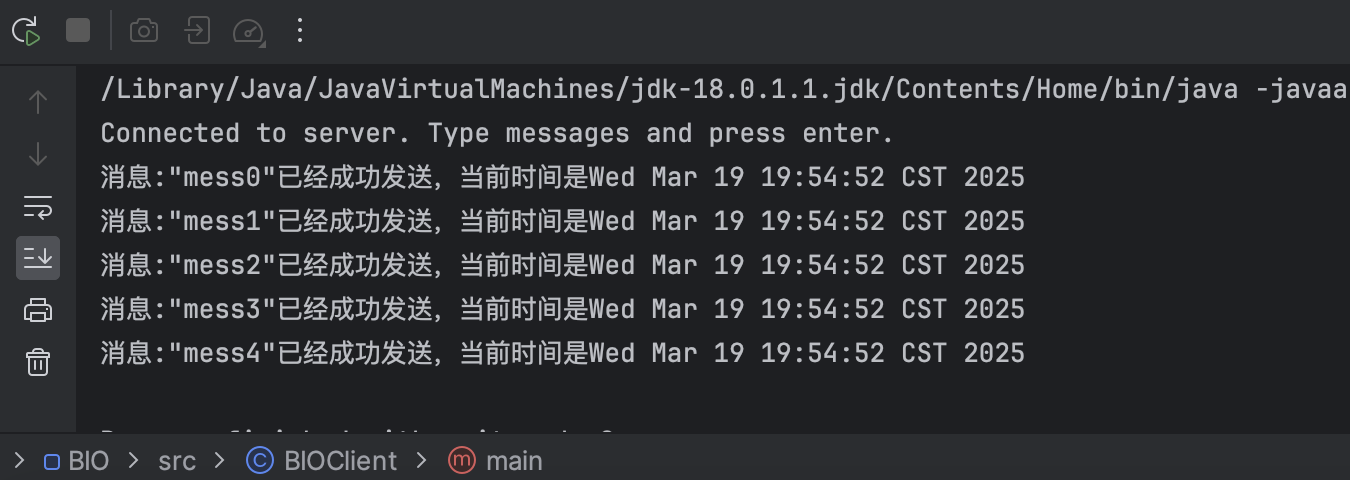 /Library/Java/JavaVirtualMachines/jdk-18.0.1.1.jdk/Contents/Home/bin/java -javaa
Connected to server. Type messages and press enter.
消息:"mess0"已经成功发送，当前时间是Wed Mar 19 19:54:52 CST 2025
消息:"mess1"已经成功发送，当前时间是Wed Mar 19 19:54:52 CST 2025
消息:"mess2"已经成功发送，当前时间是Wed Mar 19 19:54:52 CST 2025
消息:"mess3"已经成功发送，当前时间是Wed Mar 19 19:54:52 CST 2025
消息:"mess4"已经成功发送，当前时间是Wed Mar 19 19:54:52 CST 2025
BIO > src > C BIOClient > m main